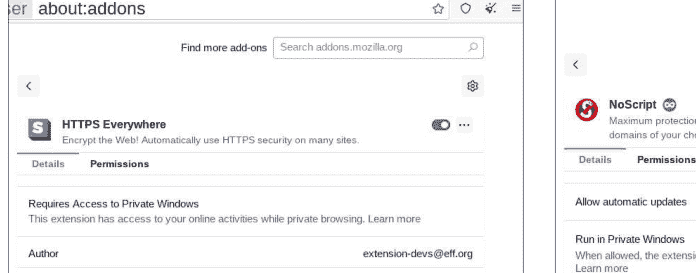 ser about:addons
Find more add-ons Search addons.mozilla.org
HTTPS Everywhere
Encrypt the Web! Automatically use HTTPS security on many sites.
Details Permissions
Requires Access to Private Windows
This extension has access to your online activities while private browsing. Learn more
Author extension-devs@eff.org
NoScript
Maximum protection
domains of your ch
Details Permissions
Allow automatic updates
Run in Private Windows
When allowed, the extensi
Learn more